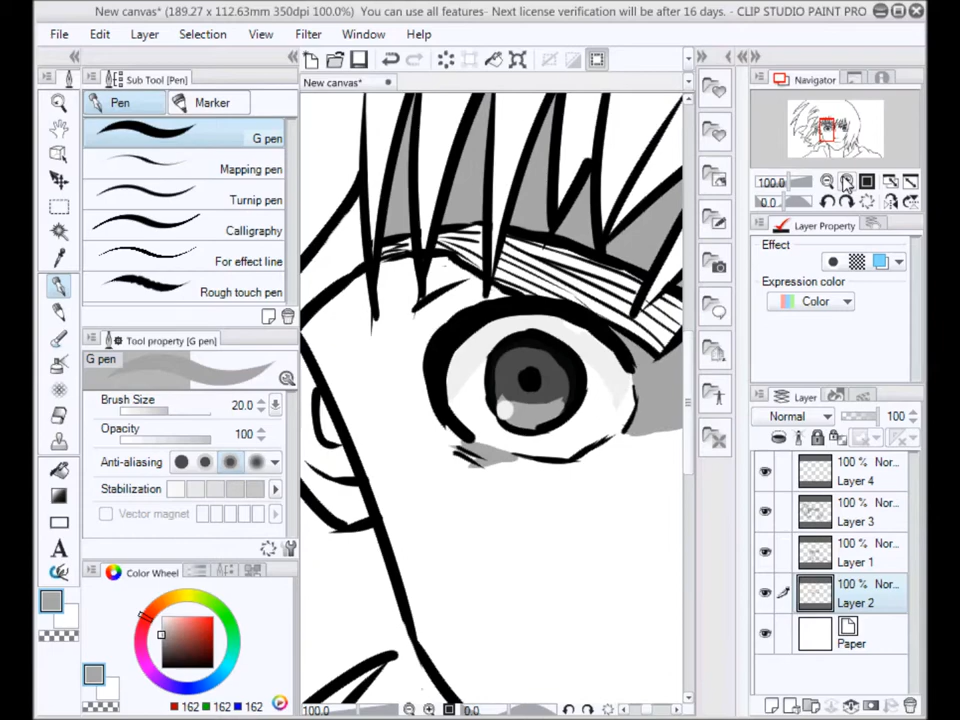 New canvas* (189.27 x 112.63mm 350dpi 100.0%) *You can use all features- Next license verification will be after 16 days. - CLIP STUDIO PAINT PRO
File Edit Layer Selection View Filter Window Help
Sub Tool [Pen]
Pen Marker
G pen
Mapping pen
Turnip pen
Calligraphy
For effect line
Rough touch pen
Tool property [G pen]
G pen
Brush Size 20.0
Opacity 100
Anti-aliasing
Stabilization
Vector magnet
Color Wheel
162 162 162
New canvas*
100.0 0.0
Navigator
100.0
0.0
Layer Property
Effect
Expression color
Color
Layer
Normal 100
100 % Nor...
Layer 4
100 % Nor...
Layer 3
100 % Nor...
Layer 1
100 % Nor...
Layer 2
Paper
A